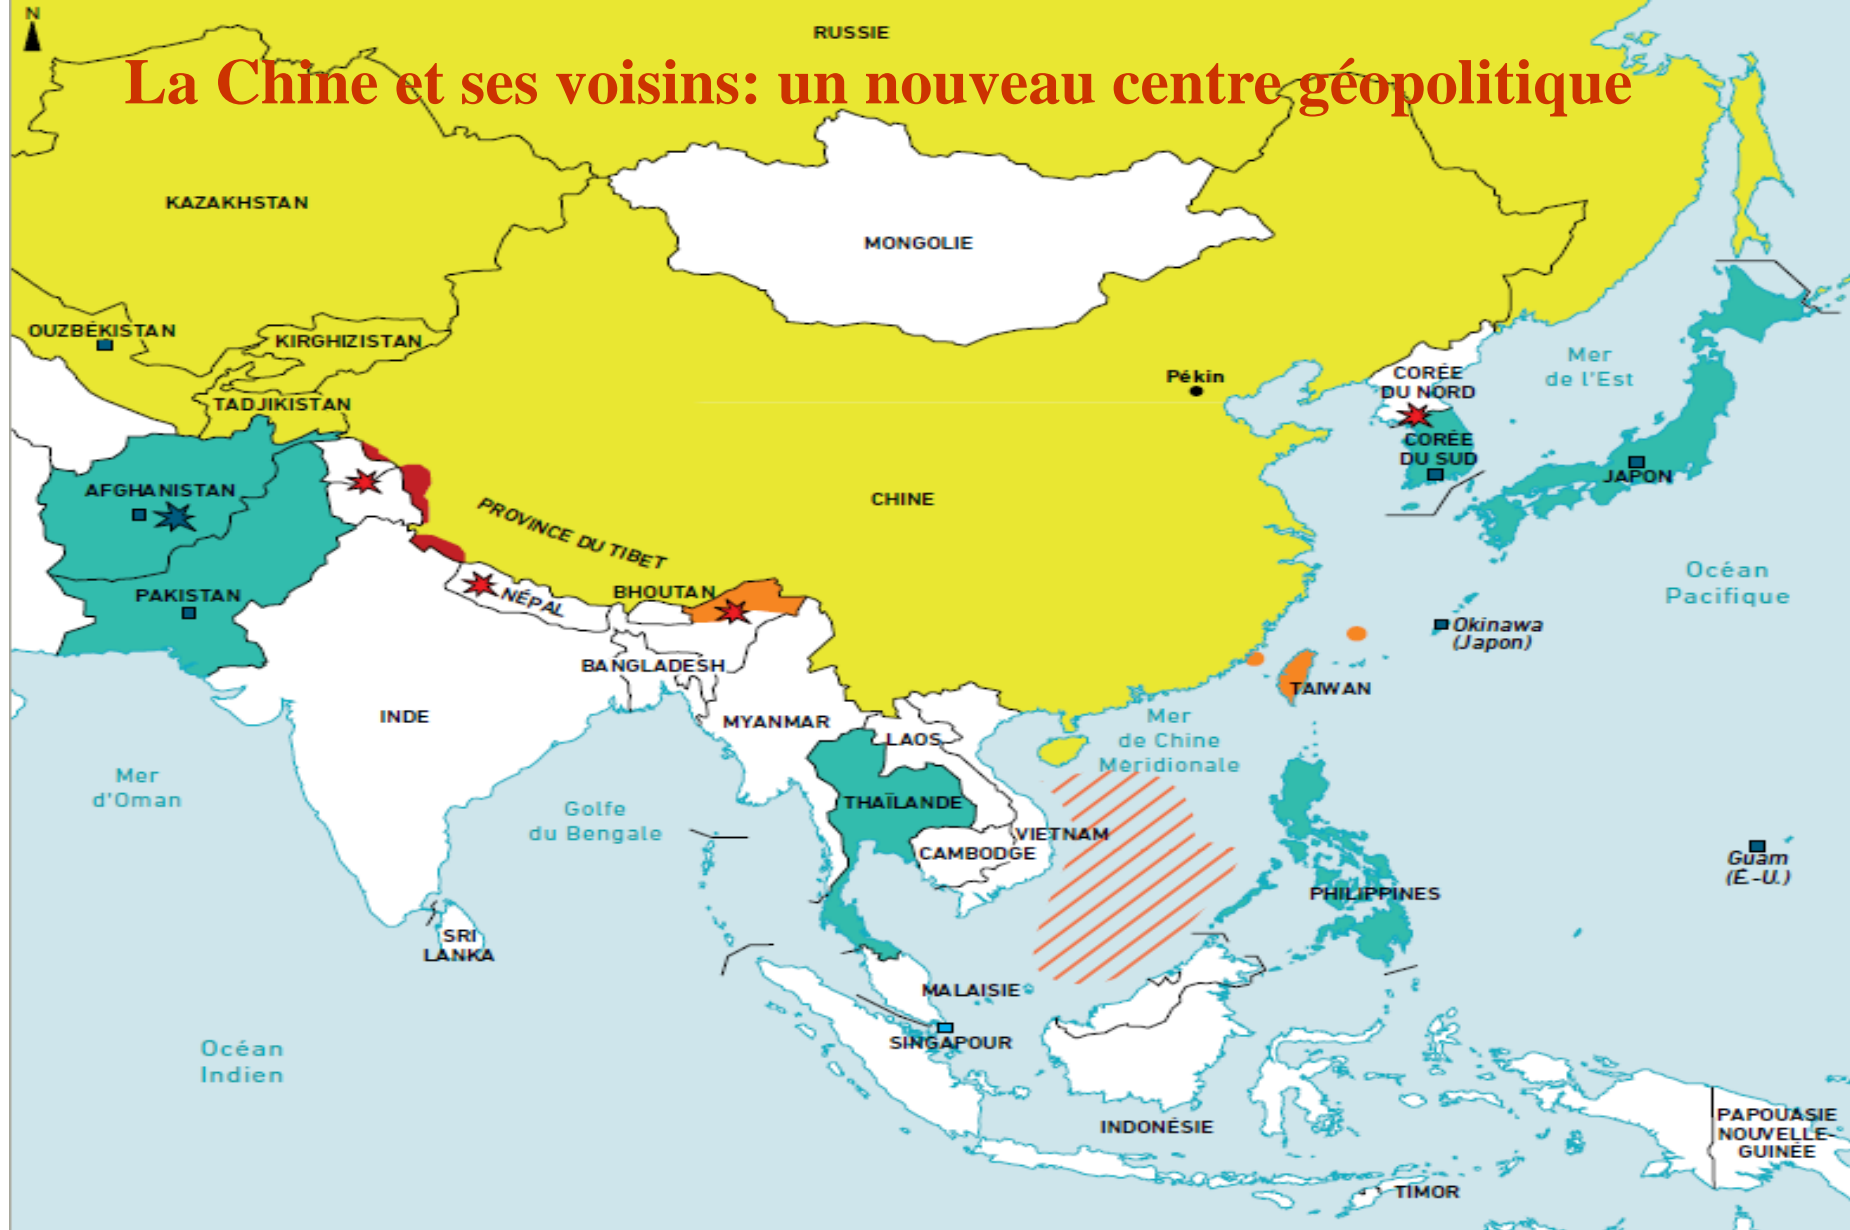 N
RUSSIE
La Chine et ses voisins: un nouveau centre géopolitique
KAZAKHSTAN
MONGOLIE
OUZBÉKISTAN
KIRGHIZISTAN
TADJIKISTAN
Pékin
CORÉE
DU NORD
Mer
de l'Est
CORÉE
DU SUD
JAPON
AFGHANISTAN
CHINE
PROVINCE DU TIBET
PAKISTAN
NÉPAL
BHOUTAN
Océan
Pacifique
Okinawa
(Japon)
BANGLADESH
TAIWAN
INDE
MYANMAR
LAOS
Mer
de Chine
Méridionale
Mer
d'Oman
Golfe
du Bengale
THAÏLANDE
VIETNAM
CAMBODGE
Guam
(É.-U.)
PHILIPPINES
SRI
LANKA
MALAISIE
SINGAPOUR
Océan
Indien
INDONÉSIE
PAPOUASIE
NOUVELLE-
GUINÉE
TIMOR